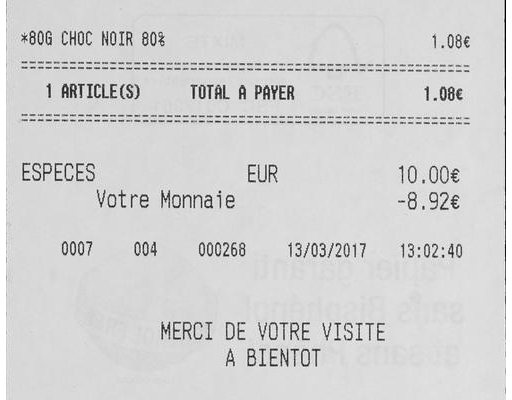 *80G CHOC NOIR 80% 1.08€
1 ARTICLE(S) TOTAL A PAYER 1.08€
ESPECES EUR 10.00€
Votre Monnaie -8.92€
0007 004 000268 13/03/2017 13:02:40
MERCI DE VOTRE VISITE
A BIENTOT